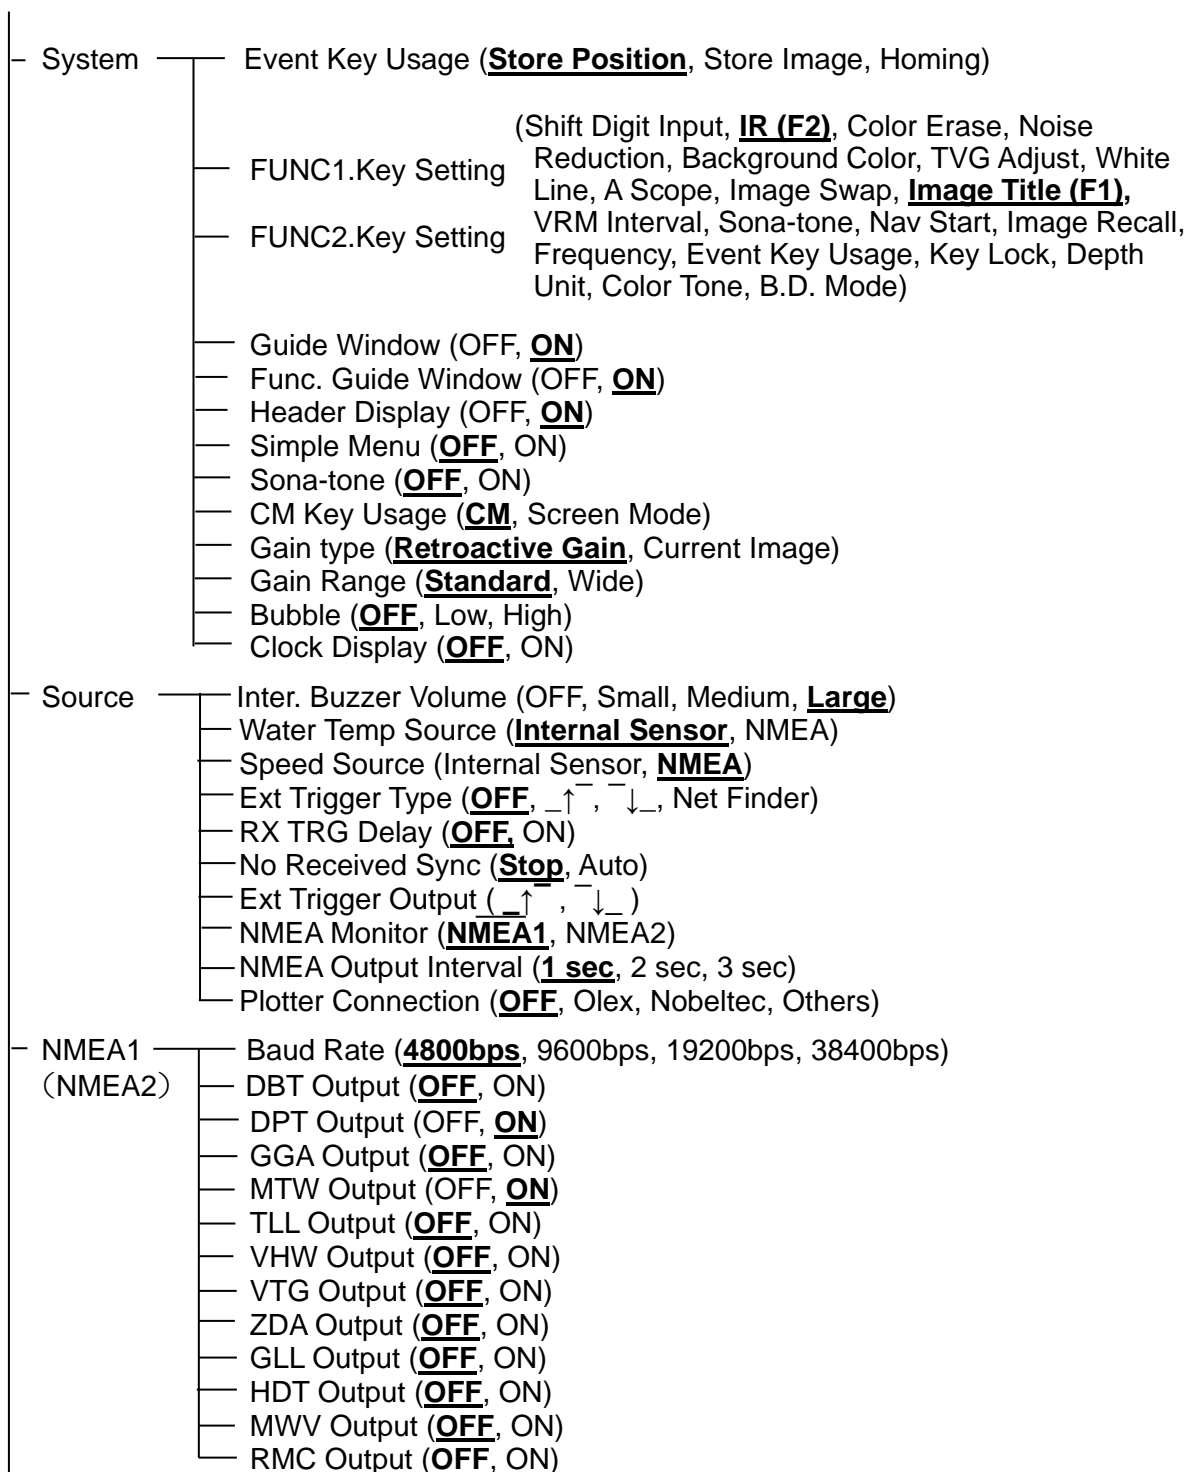 System Event Key Usage (Store Position, Store Image, Homing)
(Shift Digit Input, IR (F2), Color Erase, Noise
FUNC1.Key Setting Reduction, Background Color, TVG Adjust, White
Line, A Scope, Image Swap, Image Title (F1),
FUNC2.Key Setting VRM Interval, Sona-tone, Nav Start, Image Recall,
Frequency, Event Key Usage, Key Lock, Depth
Unit, Color Tone, B.D. Mode)
Guide Window (OFF, ON)
Func. Guide Window (OFF, ON)
Header Display (OFF, ON)
Simple Menu (OFF, ON)
Sona-tone (OFF, ON)
CM Key Usage (CM, Screen Mode)
Gain type (Retroactive Gain, Current Image)
Gain Range (Standard, Wide)
Bubble (OFF, Low, High)
Clock Display (OFF, ON)
Source Inter. Buzzer Volume (OFF, Small, Medium, Large)
Water Temp Source (Internal Sensor, NMEA)
Speed Source (Internal Sensor, NMEA)
Ext Trigger Type (OFF, _↑¯, ¯↓_, Net Finder)
RX TRG Delay (OFF, ON)
No Received Sync (Stop, Auto)
Ext Trigger Output ( _↑¯ , ¯↓_ )
NMEA Monitor (NMEA1, NMEA2)
NMEA Output Interval (1 sec, 2 sec, 3 sec)
Plotter Connection (OFF, Olex, Nobeltec, Others)
NMEA1 Baud Rate (4800bps, 9600bps, 19200bps, 38400bps)
（NMEA2） DBT Output (OFF, ON)
DPT Output (OFF, ON)
GGA Output (OFF, ON)
MTW Output (OFF, ON)
TLL Output (OFF, ON)
VHW Output (OFF, ON)
VTG Output (OFF, ON)
ZDA Output (OFF, ON)
GLL Output (OFF, ON)
HDT Output (OFF, ON)
MWV Output (OFF, ON)
RMC Output (OFF, ON)